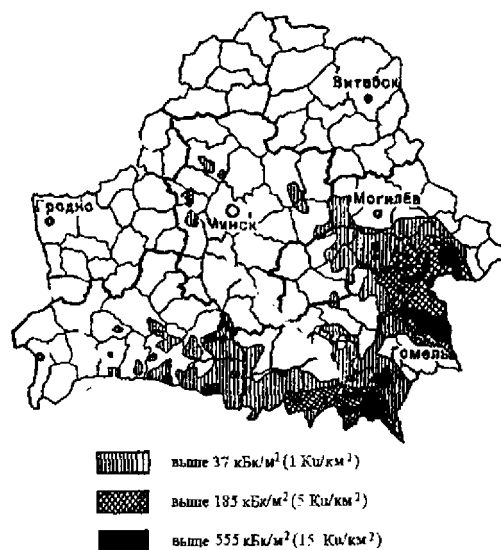 Витебск
Гродно
Минск
Могилёв
Гомель
выше 37 кБк/м² (1 Ки/км²)
выше 185 кБк/м² (5 Ки/км²)
выше 555 кБк/м² (15 Ки/км²)